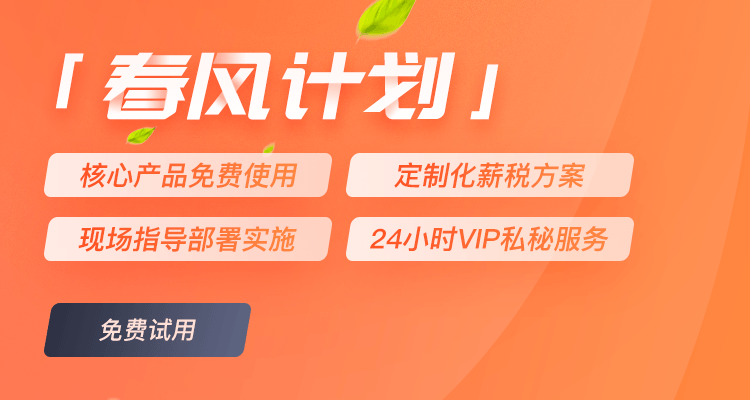 「春风计划」
核心产品免费使用
定制化薪税方案
现场指导部署实施
24小时VIP私秘服务
免费试用